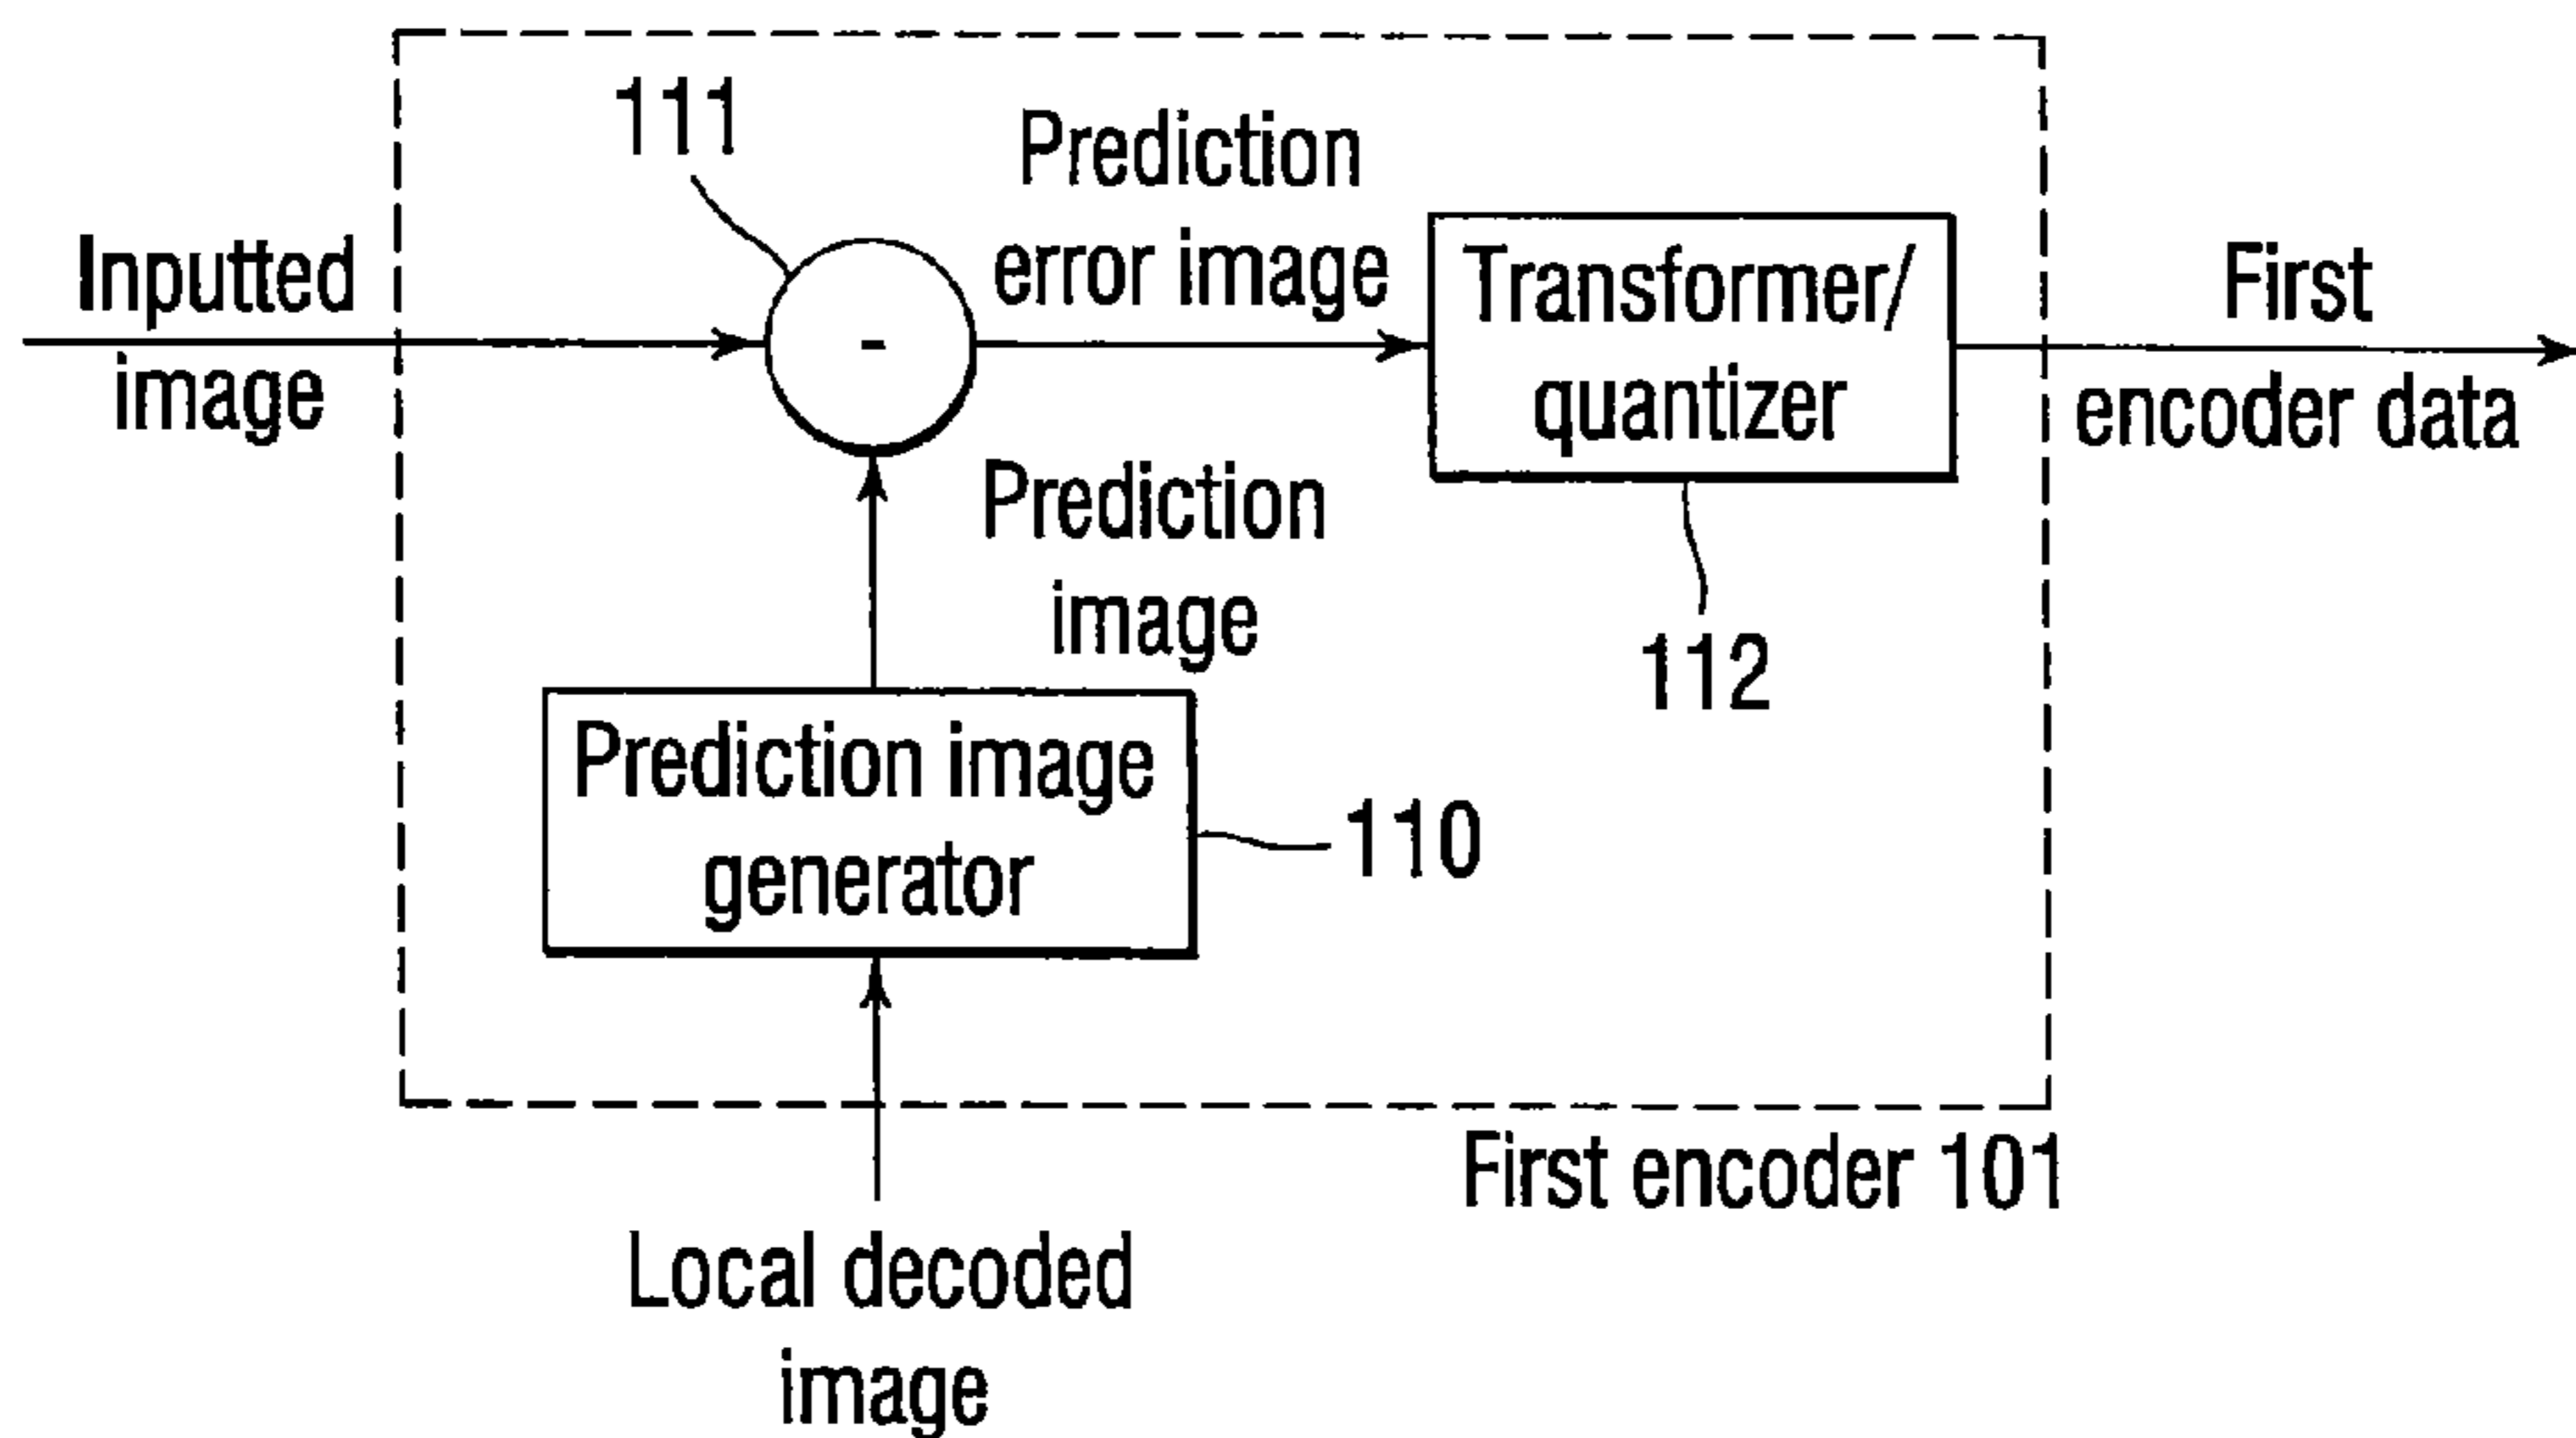 111
Prediction
error image
Inputted
image
Transformer/
quantizer
First
encoder data
-
Prediction
image
112
Prediction image
generator
110
First encoder 101
Local decoded
image